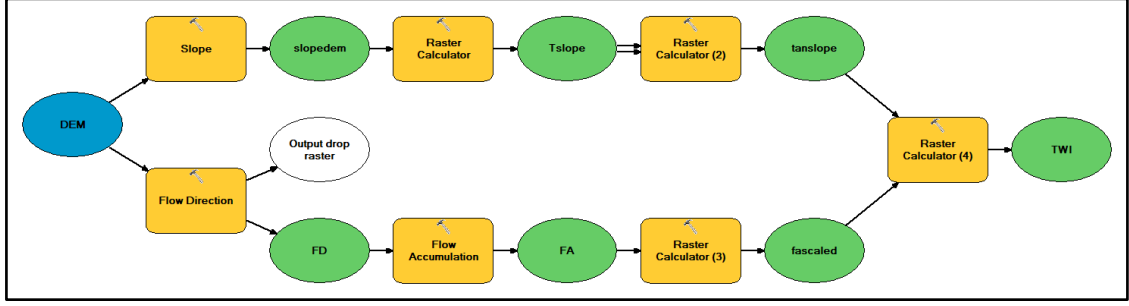 Slope
slopedem
Raster
Calculator
Tslope
Raster
Calculator (2)
tanslope
DEM
Output drop
raster
Raster
Calculator (4)
TWI
Flow Direction
FD
Flow
Accumulation
FA
Raster
Calculator (3)
fascaled